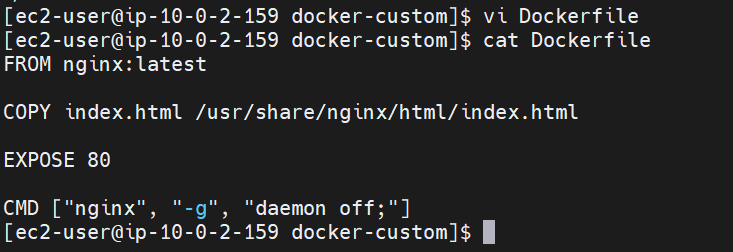 [ec2-user@ip-10-0-2-159 docker-custom]$ vi Dockerfile
[ec2-user@ip-10-0-2-159 docker-custom]$ cat Dockerfile
FROM nginx:latest
COPY index.html /usr/share/nginx/html/index.html
EXPOSE 80
CMD ["nginx", "-g", "daemon off;"]
[ec2-user@ip-10-0-2-159 docker-custom]$